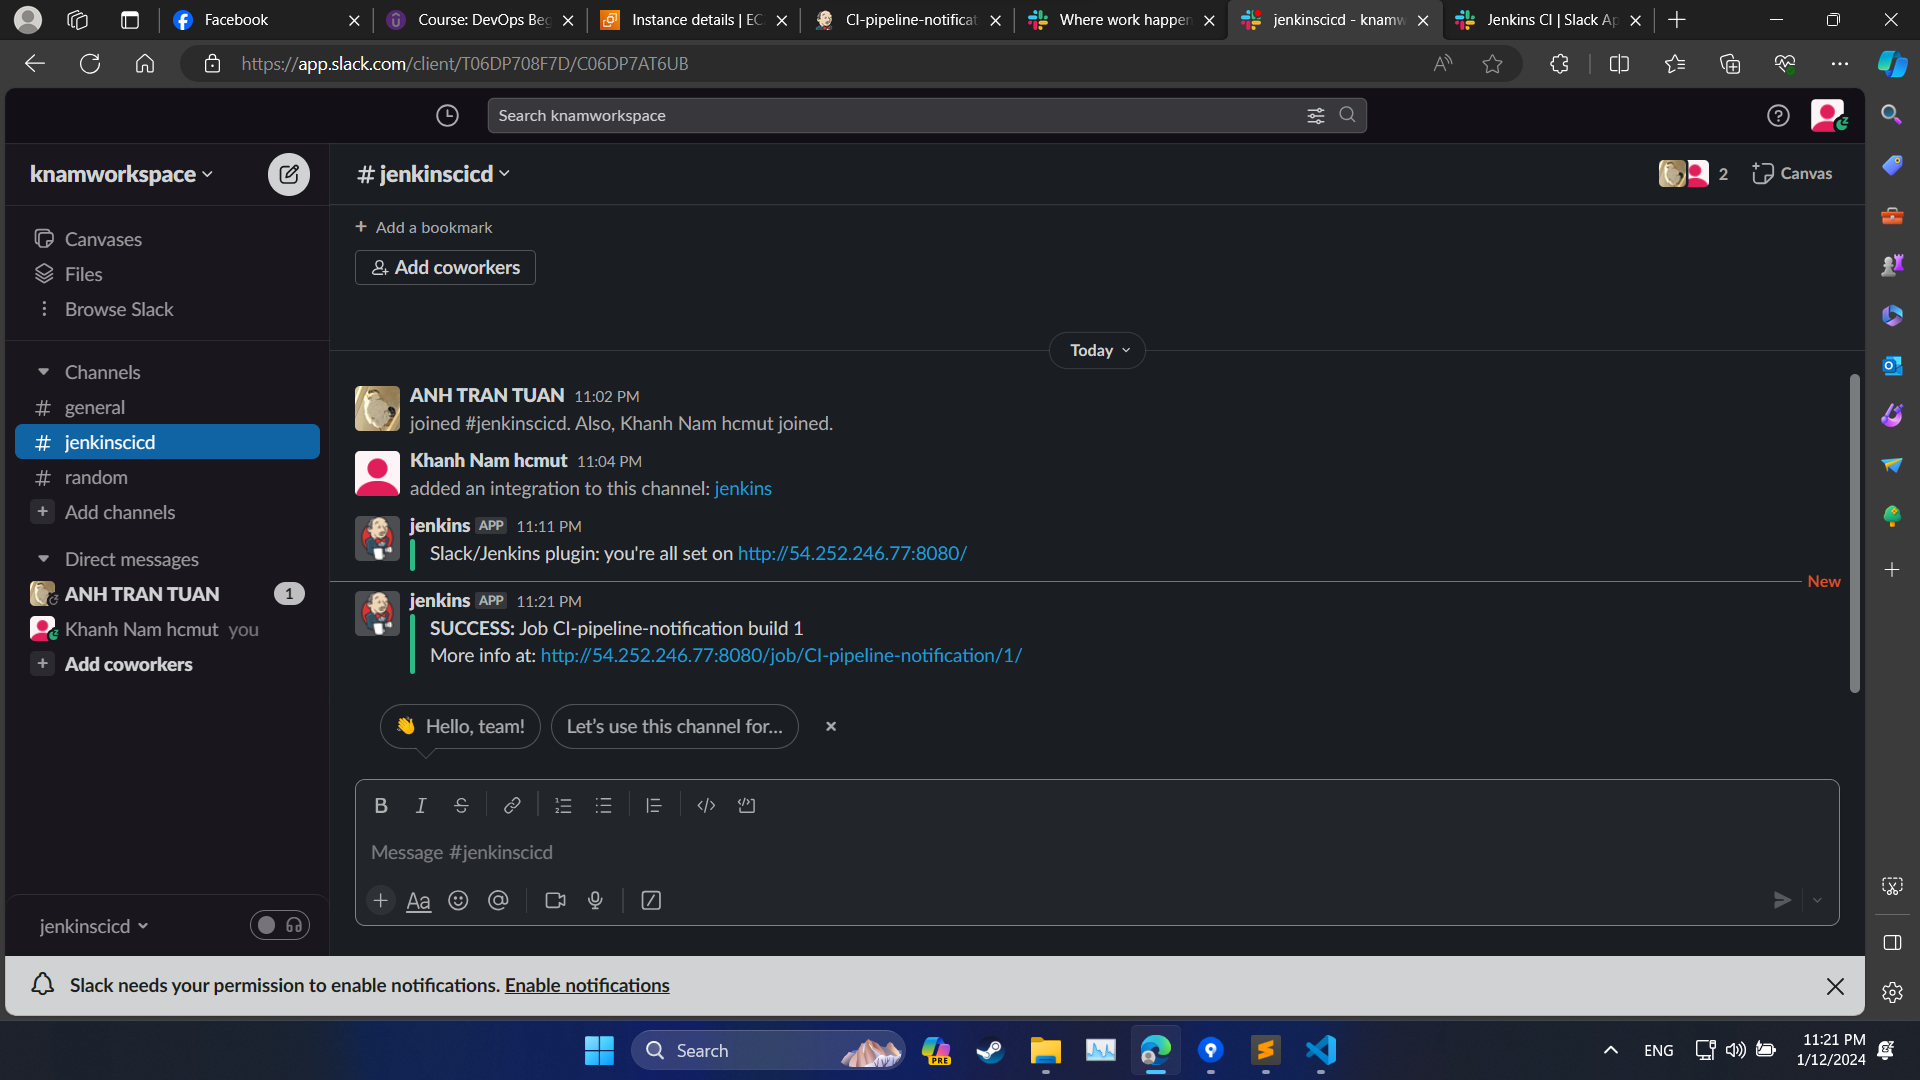 Facebook
Course: DevOps Beg
Instance details | EC
CI-pipeline-notificat
Where work happen
jenkinscicd - knamw
Jenkins CI | Slack Ap
https://app.slack.com/client/T06DP708F7D/C06DP7AT6UB
Search knamworkspace
knamworkspace
Canvases
Files
Browse Slack
Channels
# general
# jenkinscicd
# random
+ Add channels
Direct messages
ANH TRAN TUAN 1
Khanh Nam hcmut you
+ Add coworkers
jenkinscicd
# jenkinscicd
2
Canvas
+ Add a bookmark
Add coworkers
Today
ANH TRAN TUAN 11:02 PM
joined #jenkinscicd. Also, Khanh Nam hcmut joined.
Khanh Nam hcmut 11:04 PM
added an integration to this channel: jenkins
jenkins APP 11:11 PM
Slack/Jenkins plugin: you're all set on http://54.252.246.77:8080/
New
jenkins APP 11:21 PM
SUCCESS: Job CI-pipeline-notification build 1
More info at: http://54.252.246.77:8080/job/CI-pipeline-notification/1/
👋 Hello, team!
Let's use this channel for...
B I S
Message #jenkinscicd
+ Aa @
Slack needs your permission to enable notifications. Enable notifications
Search
PRE
ENG
11:21 PM
1/12/2024